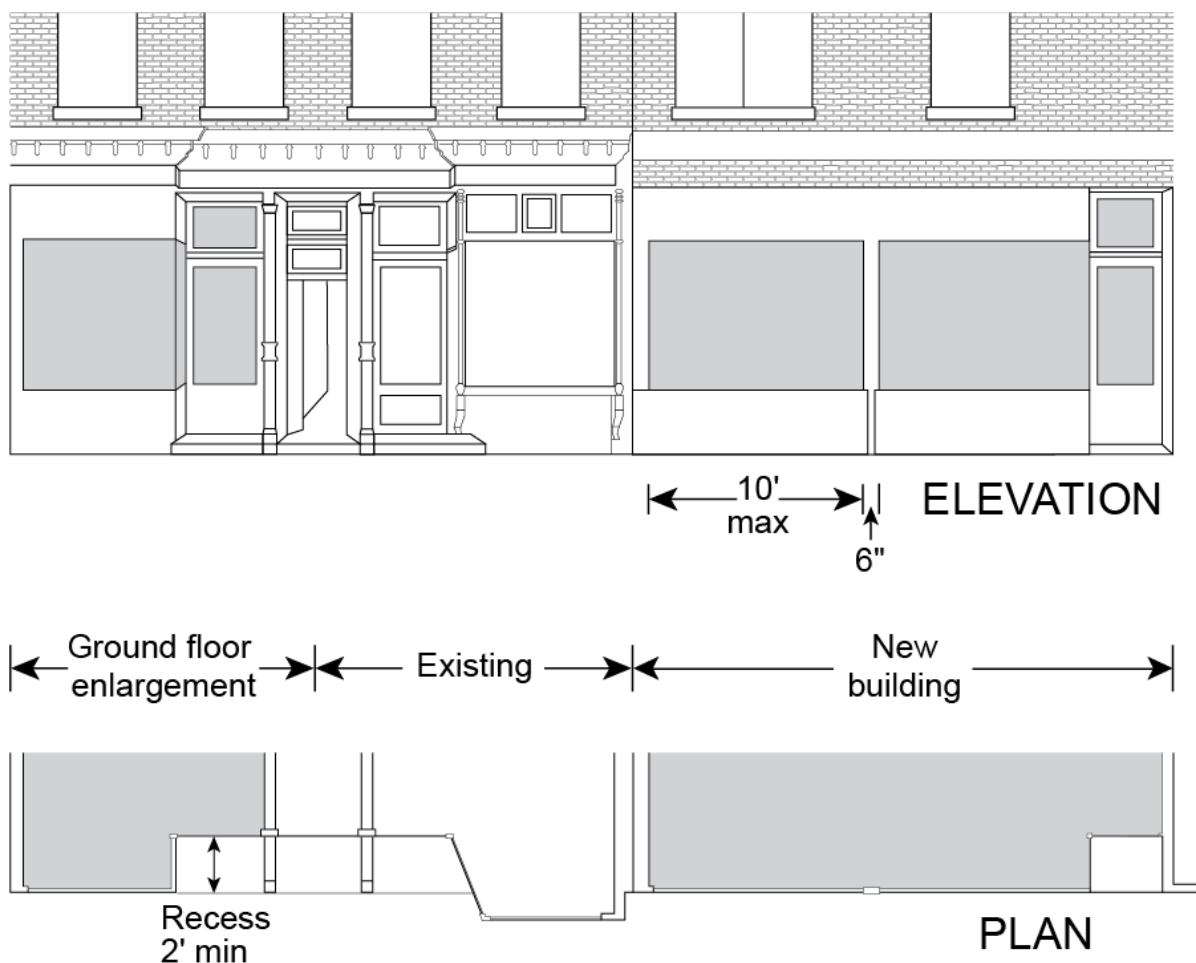 10'
max
6"
ELEVATION
Ground floor
enlargement
Existing
New
building
Recess
2' min
PLAN